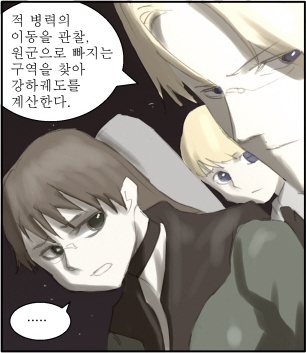 적 병력의
이동을 관찰,
원군으로 빠지는
구역을 찾아
강하궤도를
계산한다.
.....